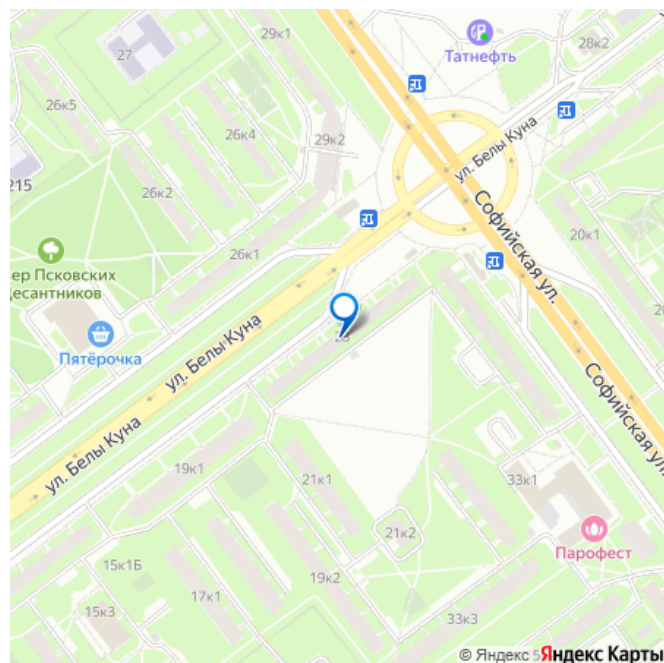 29к1
Татнефть
28к2
27
26к5
26к4
29к2
ул. Белы Куна
215
26к2
Софийская ул.
20к1
26к1
вер Псковских
десантников
Пятёрочка
ул. Белы Куна
Софийская ул.
ул. Белы Куна
19к1
21к1
33к1
21к2
Парофест
15к1Б
19к2
17к1
15к3
33к3
© Яндекс
Яндекс Карты